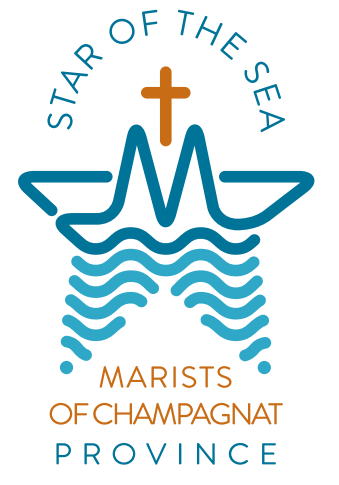 STAR OF THE SEA
MARISTS
OF CHAMPAGNAT
PROVINCE